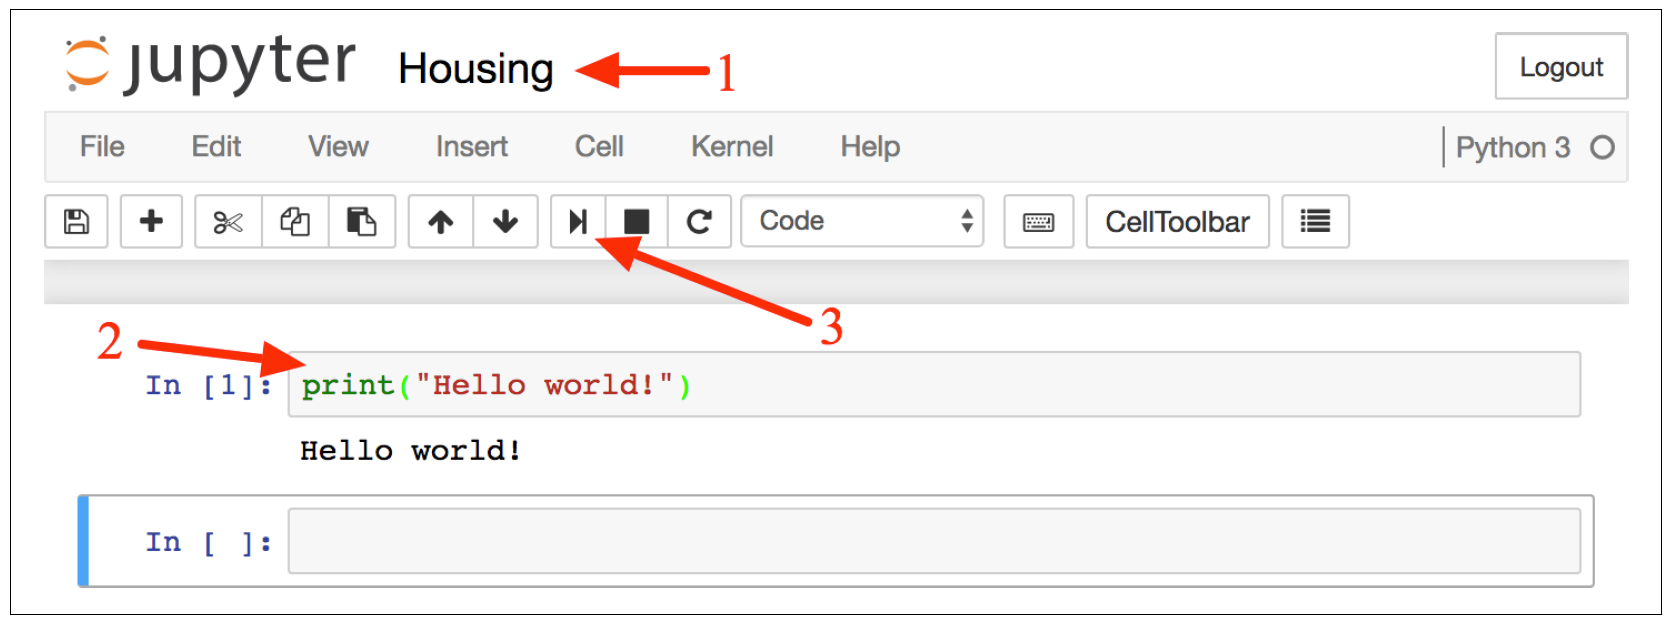 jupyter Housing 1 Logout
File Edit View Insert Cell Kernel Help Python 3
Code CellToolbar
2 3
In [1]: print("Hello world!")
Hello world!
In [ ]: